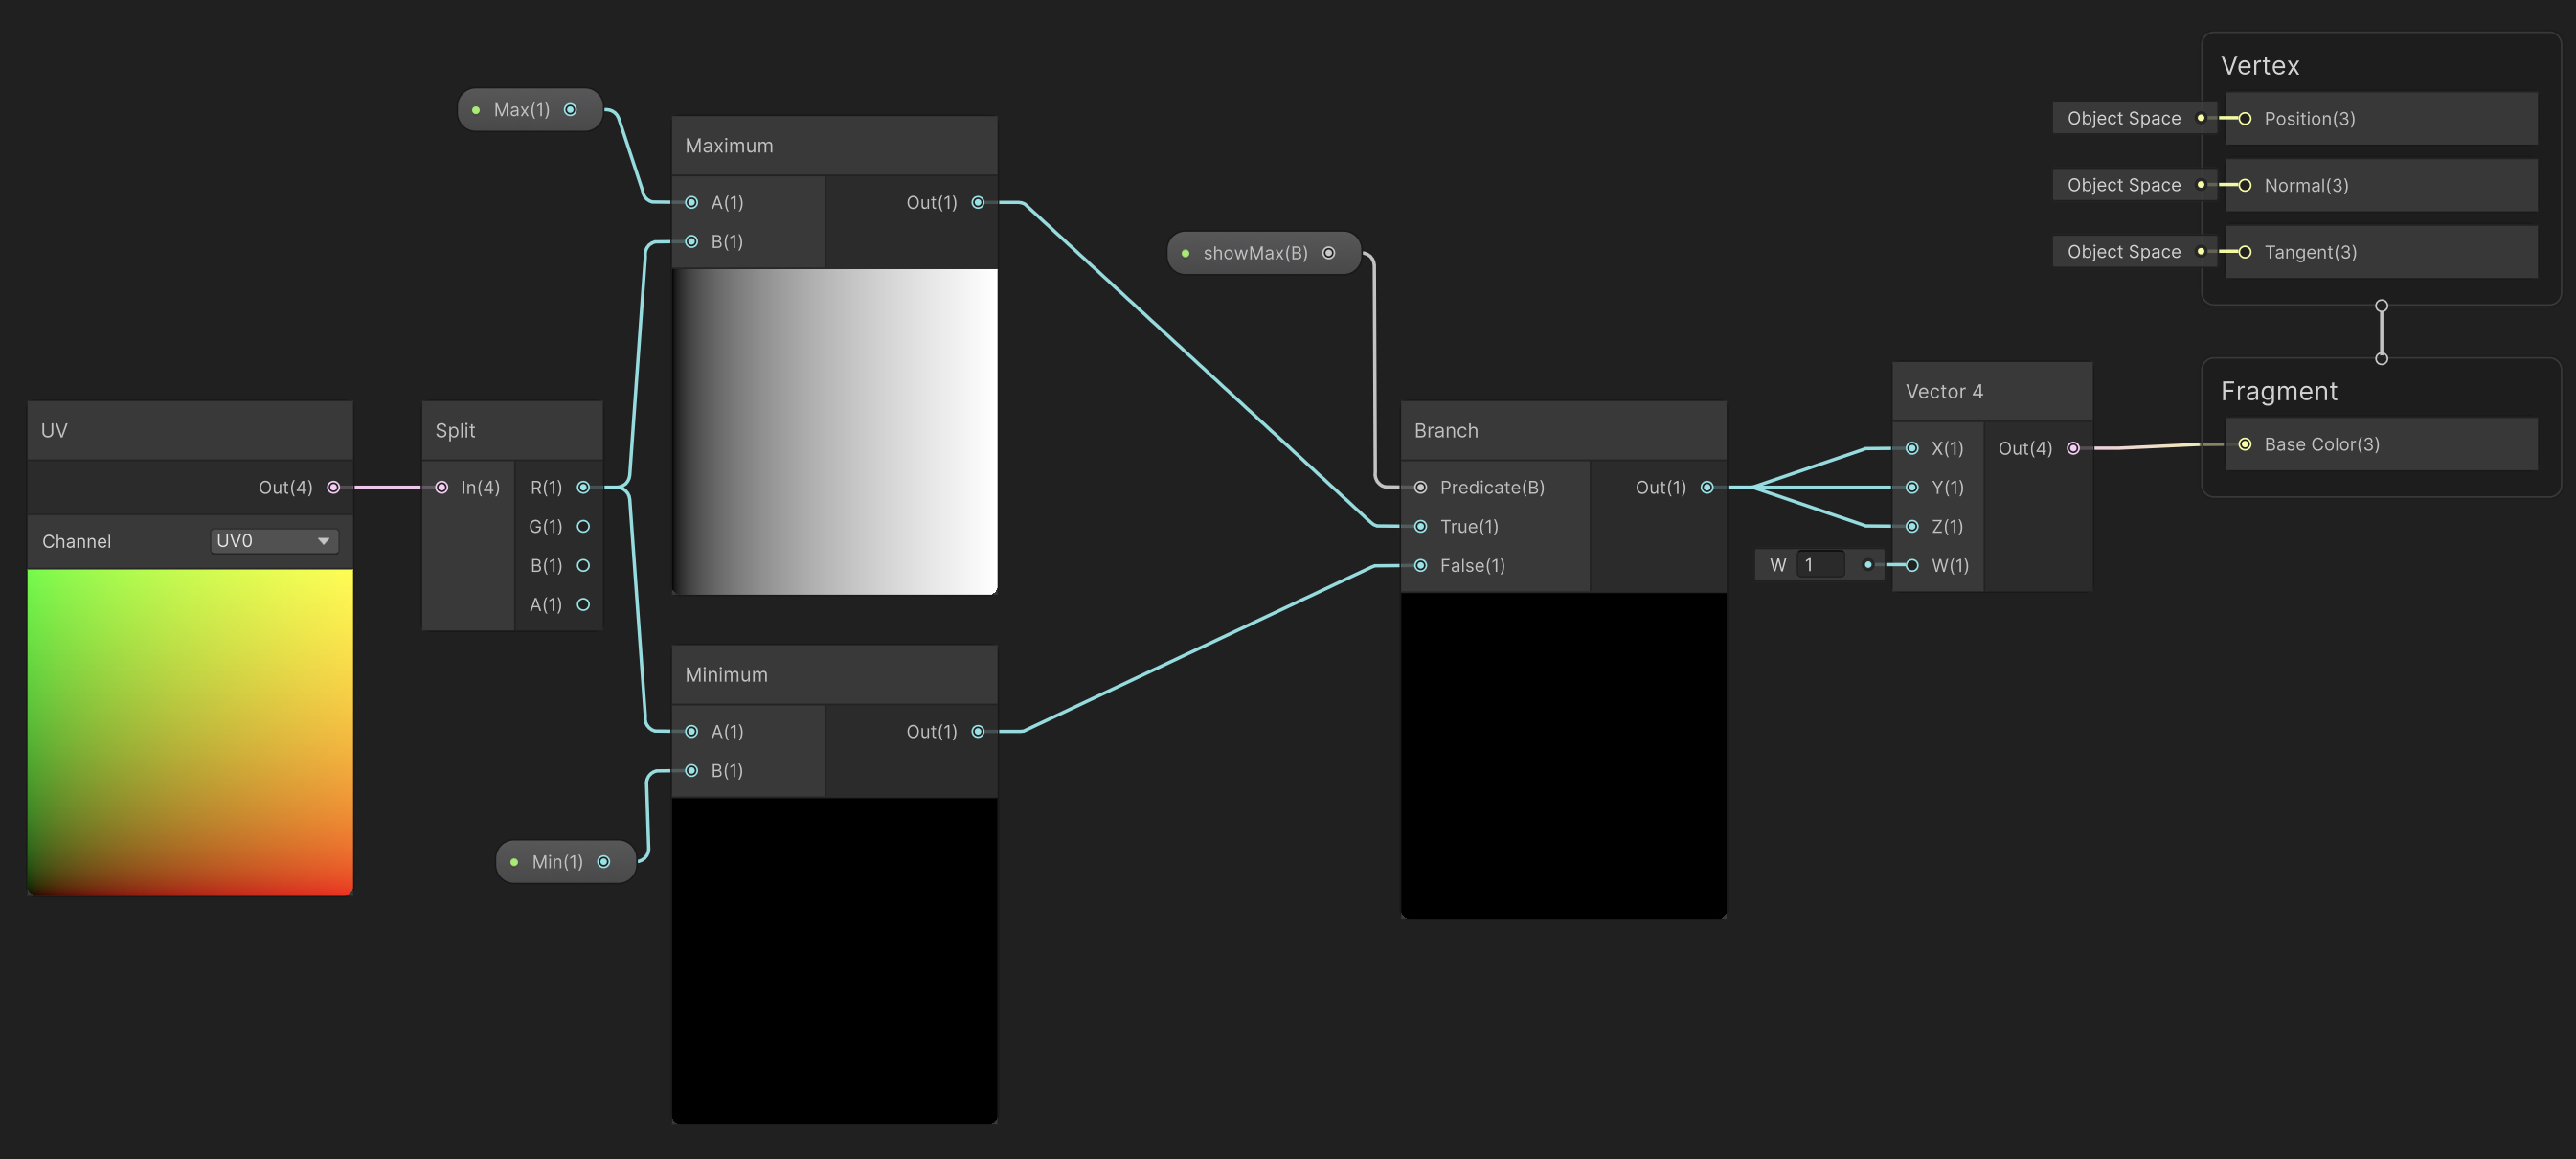 UV
Out(4)
Channel
UV0
Max(1)
Split
In(4)
R(1)
G(1)
B(1)
A(1)
Min(1)
Maximum
A(1)
Out(1)
B(1)
Minimum
A(1)
Out(1)
B(1)
showMax(B)
Branch
Predicate(B)
Out(1)
True(1)
False(1)
Vector 4
X(1)
Out(4)
Y(1)
Z(1)
W 1
W(1)
Vertex
Object Space
Position(3)
Object Space
Normal(3)
Object Space
Tangent(3)
Fragment
Base Color(3)